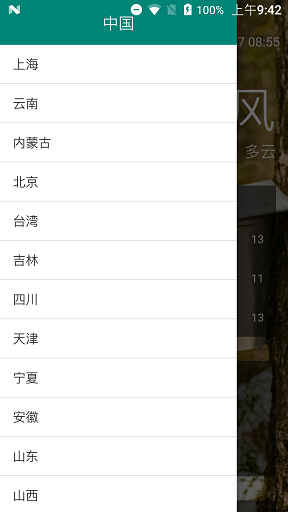 100% 上午9:42
中国
7 08:55
上海
云南
风
内蒙古
多云
北京
台湾
13
吉林
11
四川
13
天津
宁夏
安徽
山东
山西